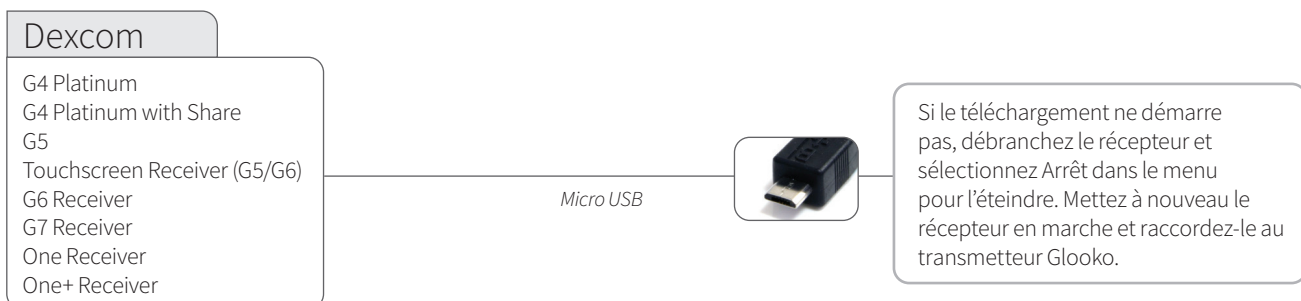 Dexcom
G4 Platinum
G4 Platinum with Share
G5
Touchscreen Receiver (G5/G6)
G6 Receiver
G7 Receiver
One Receiver
One+ Receiver
Micro USB
Si le téléchargement ne démarre
pas, débranchez le récepteur et
sélectionnez Arrêt dans le menu
pour l’éteindre. Mettez à nouveau le
récepteur en marche et raccordez-le au
transmetteur Glooko.